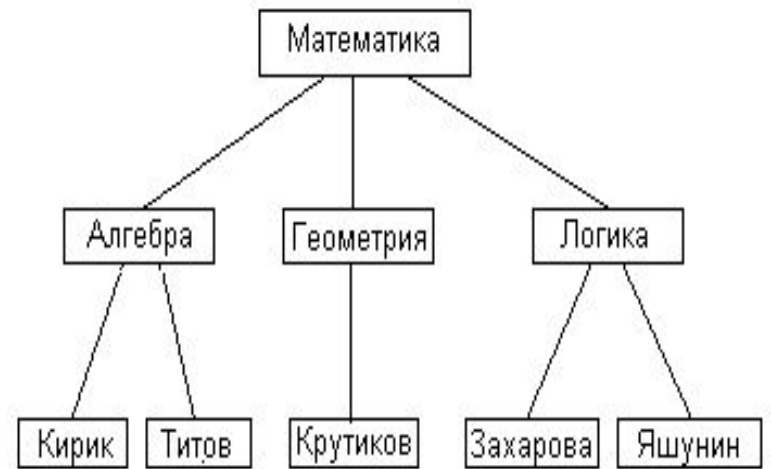 Математика
Алгебра
Геометрия
Логика
Кирик
Титов
Крутиков
Захарова
Яшунин